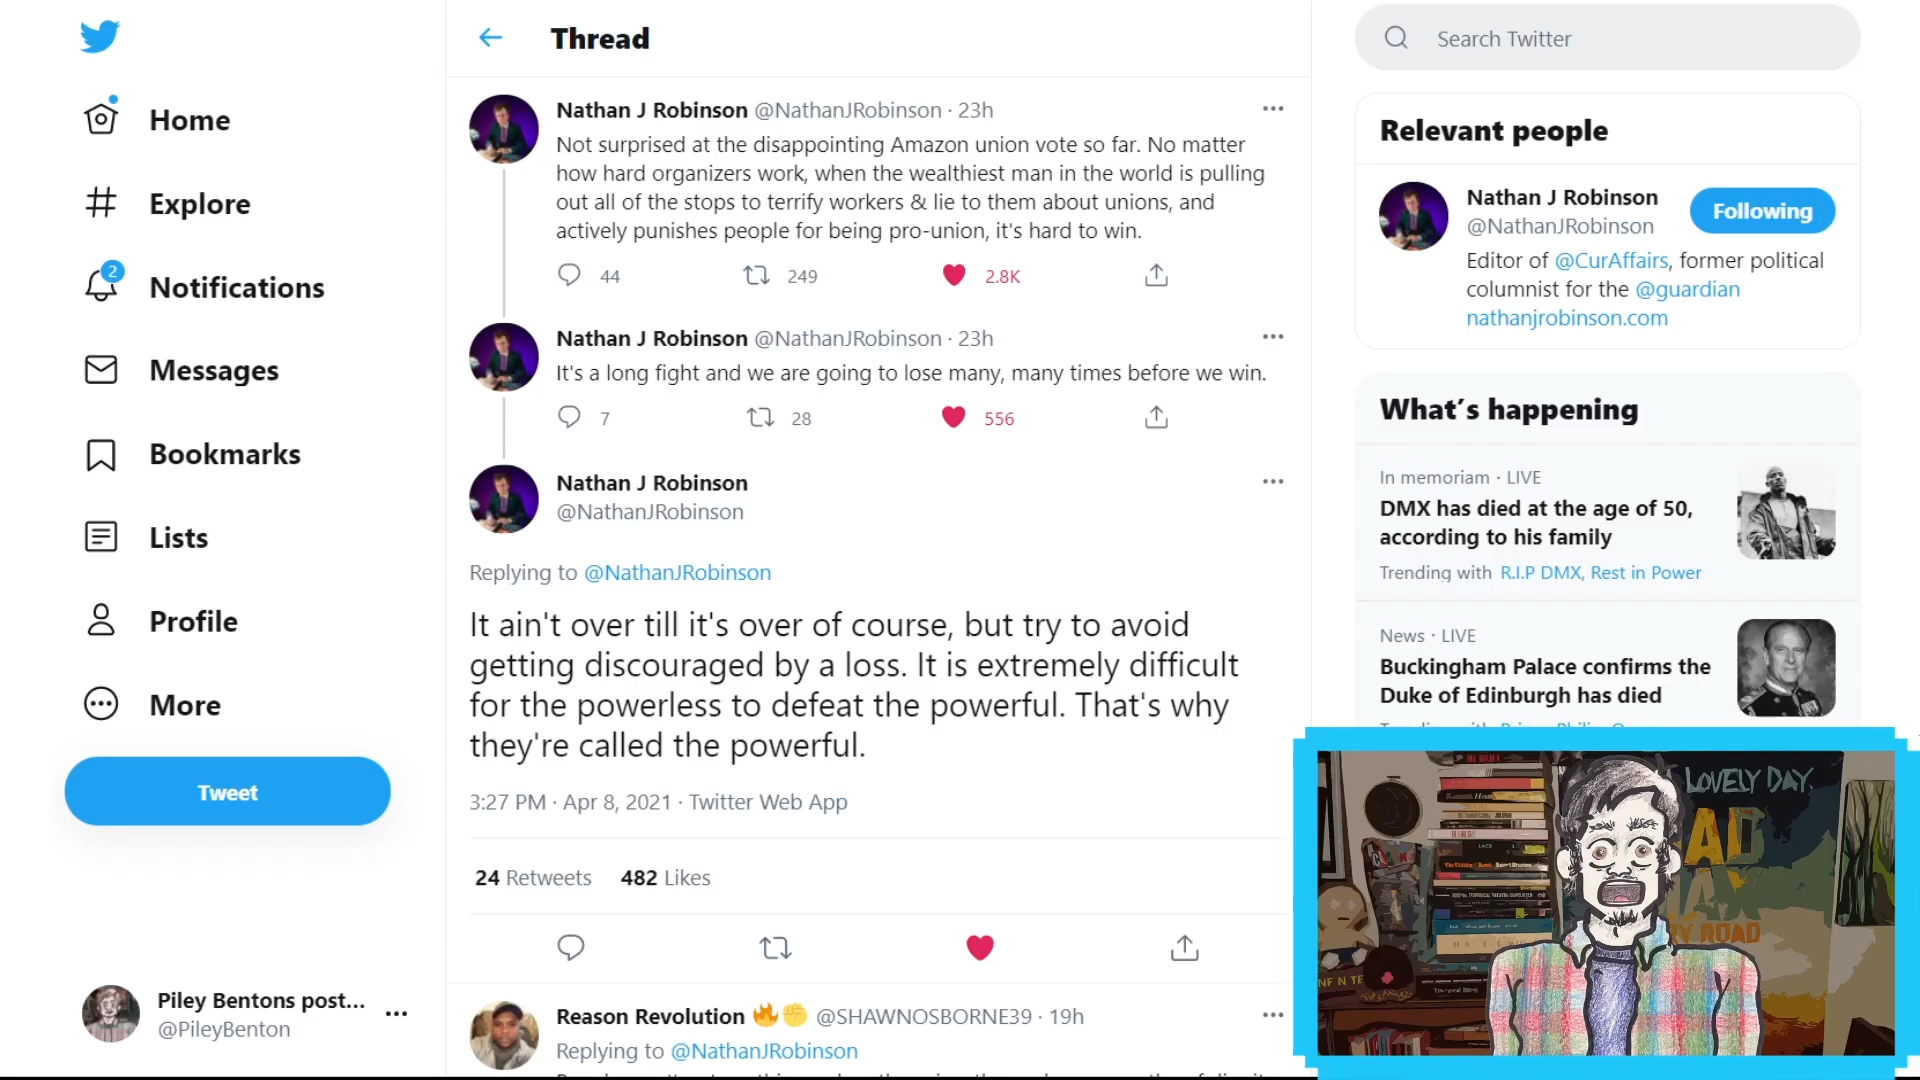 Thread
Search Twitter
Home
Explore
2
Notifications
Messages
Bookmarks
Lists
Profile
More
Tweet
Piley Bentons post...
@PileyBenton
Nathan J Robinson @NathanJRobinson · 23h
Not surprised at the disappointing Amazon union vote so far. No matter
how hard organizers work, when the wealthiest man in the world is pulling
out all of the stops to terrify workers & lie to them about unions, and
actively punishes people for being pro-union, it's hard to win.
44 249 2.8K
Nathan J Robinson @NathanJRobinson · 23h
It's a long fight and we are going to lose many, many times before we win.
7 28 556
Nathan J Robinson
@NathanJRobinson
Replying to @NathanJRobinson
It ain't over till it's over of course, but try to avoid
getting discouraged by a loss. It is extremely difficult
for the powerless to defeat the powerful. That's why
they're called the powerful.
3:27 PM · Apr 8, 2021 · Twitter Web App
24 Retweets 482 Likes
Reason Revolution 🔥✊ @SHAWNOSBORNE39 · 19h
Replying to @NathanJRobinson
Relevant people
Nathan J Robinson
@NathanJRobinson
Following
Editor of @CurAffairs, former political
columnist for the @guardian
nathanjrobinson.com
What's happening
In memoriam · LIVE
DMX has died at the age of 50,
according to his family
Trending with R.I.P DMX, Rest in Power
News · LIVE
Buckingham Palace confirms the
Duke of Edinburgh has died
LOVELY DAY.
ROAD